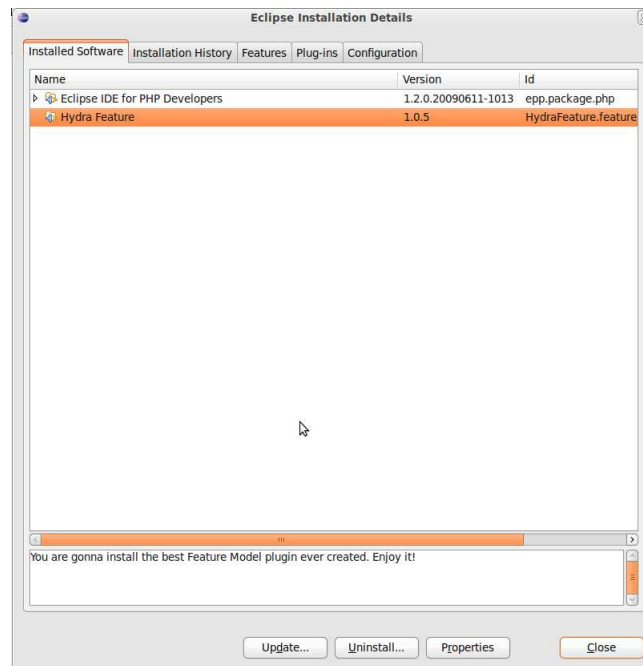 Eclipse Installation Details
Installed Software Installation History Features Plug-ins Configuration
Name Version Id
Eclipse IDE for PHP Developers 1.2.0.20090611-1013 epp.package.php
Hydra Feature 1.0.5 HydraFeature.feature
You are gonna install the best Feature Model plugin ever created. Enjoy it!
Update... Uninstall... Properties Close